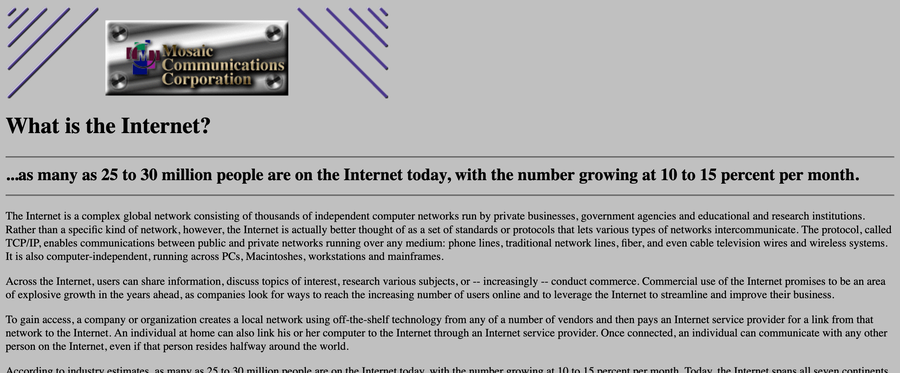 Mosaic
Communications
Corporation
What is the Internet?
...as many as 25 to 30 million people are on the Internet today, with the number growing at 10 to 15 percent per month.
The Internet is a complex global network consisting of thousands of independent computer networks run by private businesses, government agencies and educational and research institutions.
Rather than a specific kind of network, however, the Internet is actually better thought of as a set of standards or protocols that lets various types of networks intercommunicate. The protocol, called
TCP/IP, enables communications between public and private networks running over any medium: phone lines, traditional network lines, fiber, and even cable television wires and wireless systems.
It is also computer-independent, running across PCs, Macintoshes, workstations and mainframes.
Across the Internet, users can share information, discuss topics of interest, research various subjects, or -- increasingly -- conduct commerce. Commercial use of the Internet promises to be an area
of explosive growth in the years ahead, as companies look for ways to reach the increasing number of users online and to leverage the Internet to streamline and improve their business.
To gain access, a company or organization creates a local network using off-the-shelf technology from any of a number of vendors and then pays an Internet service provider for a link from that
network to the Internet. An individual at home can also link his or her computer to the Internet through an Internet service provider. Once connected, an individual can communicate with any other
person on the Internet, even if that person resides halfway around the world.
According to industry estimates, as many as 25 to 30 million people are on the Internet today, with the number growing at 10 to 15 percent per month. Today, the Internet spans all seven continents